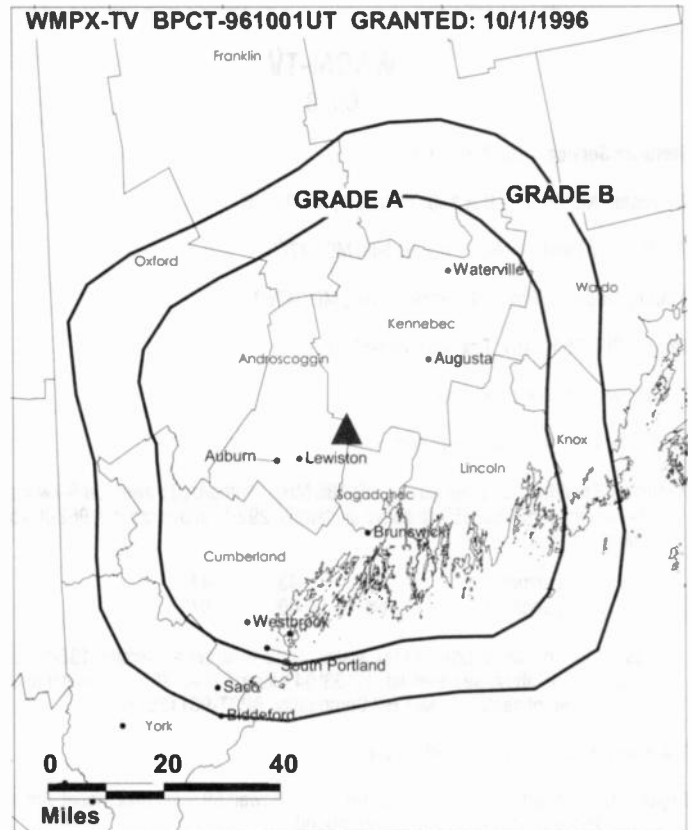 WMPX-TV BPCT-961001UT GRANTED: 10/1/1996
Franklin
GRADE A
GRADE B
Oxford
Waterville
Waldo
Kennebec
Androscoggin
Augusta
Knox
Auburn
Lewiston
Lincoln
Sagadahoc
Brunswick
Cumberland
Westbrook
South Portland
Saco
Biddeford
York
0 20 40
Miles